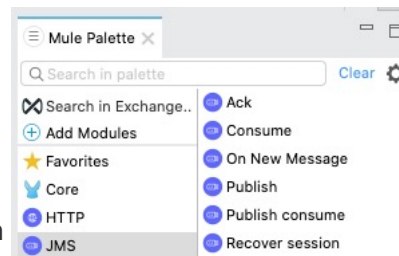 Mule Palette
Search in palette Clear
Search in Exchange..
Add Modules
Favorites
Core
HTTP
JMS
Ack
Consume
On New Message
Publish
Publish consume
Recover session